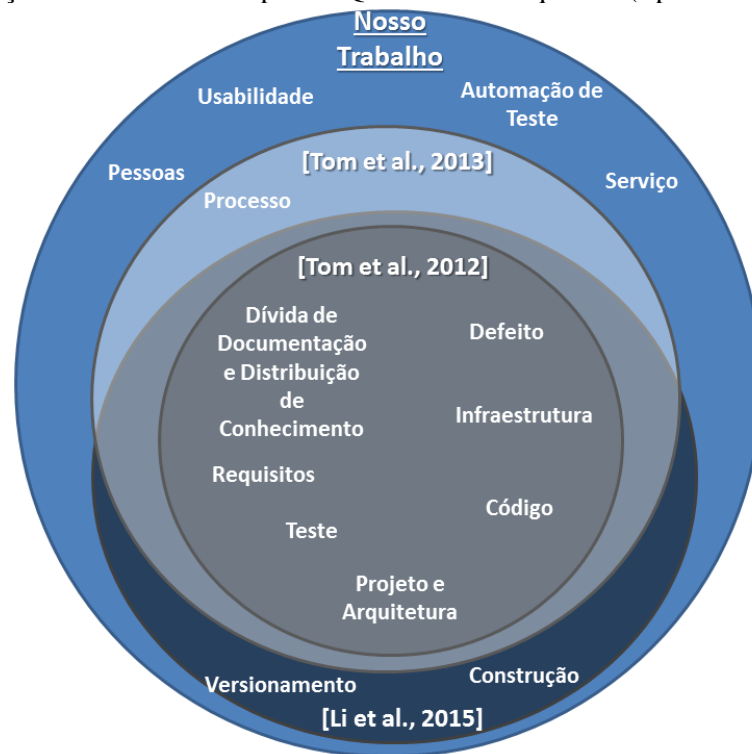 Nosso
Trabalho
Usabilidade
Automação de
Teste
Pessoas
[Tom et al., 2013]
Serviço
Processo
[Tom et al., 2012]
Dívida de
Documentação
e Distribuição
de
Conhecimento
Defeito
Infraestrutura
Requisitos
Código
Teste
Projeto e
Arquitetura
Versionamento
Construção
[Li et al., 2015]